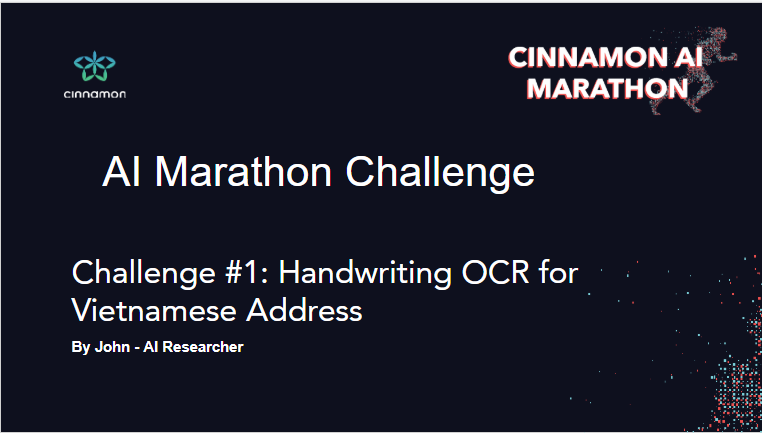 cinnamon
CINNAMON AI
MARATHON
AI Marathon Challenge
Challenge #1: Handwriting OCR for
Vietnamese Address
By John - AI Researcher